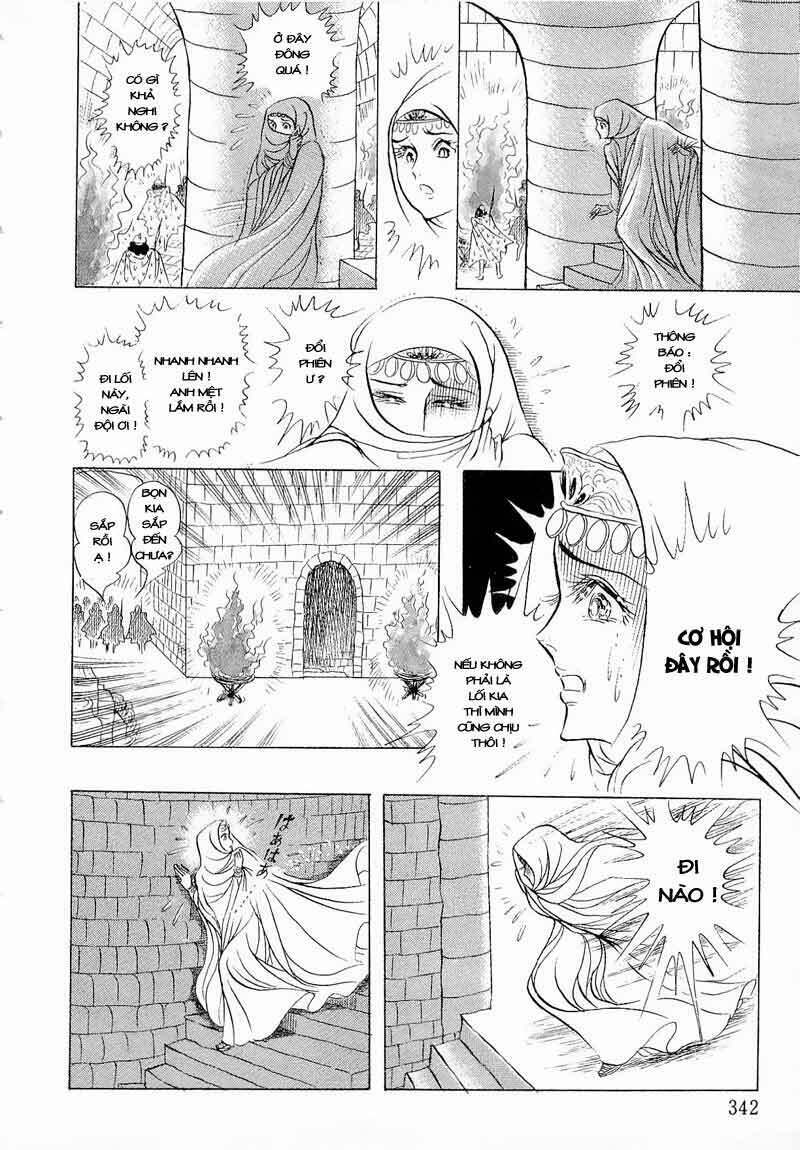 Ở ĐÂY
ĐÔNG
QUÁ !
CÓ GÌ
KHẢ
NGHI
KHÔNG ?
THÔNG
BÁO :
ĐỔI
PHIÊN !
ĐỔI
PHIÊN
Ư ?
NHANH NHANH
LÊN !
ANH MỆT
LẮM RỒI !
ĐI LỐI
NÀY,
NGÀI
ĐỘI ƠI !
BỌN
KIA
SẮP
ĐẾN
CHƯA?
SẮP
RỒI
Ạ !
CƠ HỘI
ĐÂY RỒI !
NẾU KHÔNG
PHẢI LÀ
LỐI KIA
THÌ MÌNH
CŨNG CHỊU
THÔI !
ĐI
NÀO !
はあはあ
342